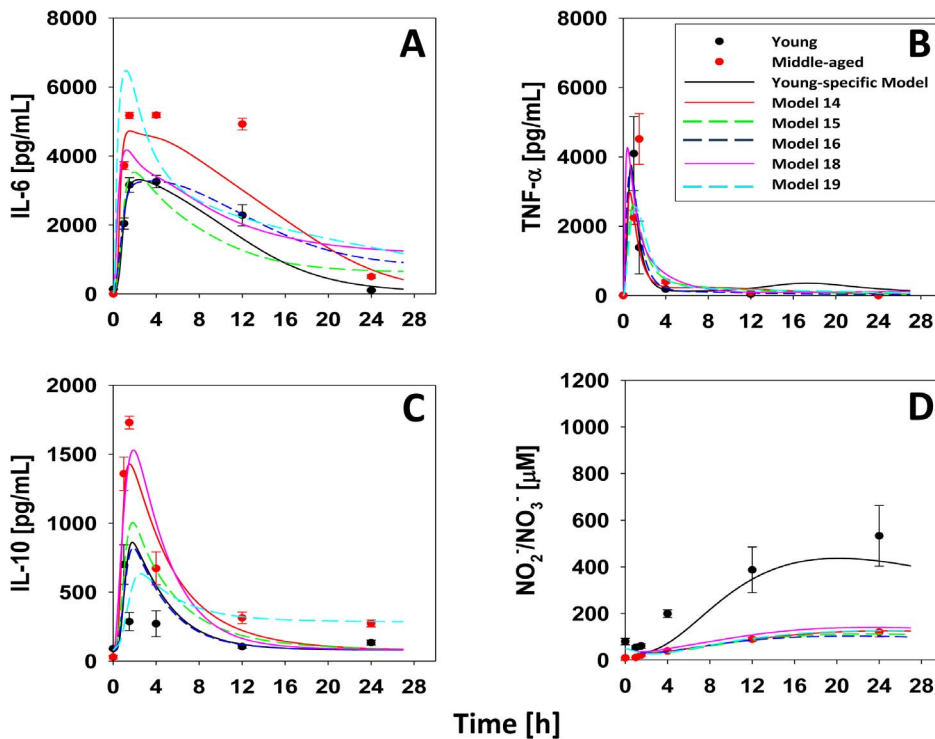 A
IL-6 [pg/mL]
8000
6000
4000
2000
0
0 4 8 12 16 20 24 28
B
TNF-α [pg/mL]
8000
6000
4000
2000
0
0 4 8 12 16 20 24 28
Young
Middle-aged
Young-specific Model
Model 14
Model 15
Model 16
Model 18
Model 19
C
IL-10 [pg/mL]
2000
1500
1000
500
0
0 4 8 12 16 20 24 28
D
NO₂⁻/NO₃⁻ [µM]
1200
1000
800
600
400
200
0
0 4 8 12 16 20 24 28
Time [h]